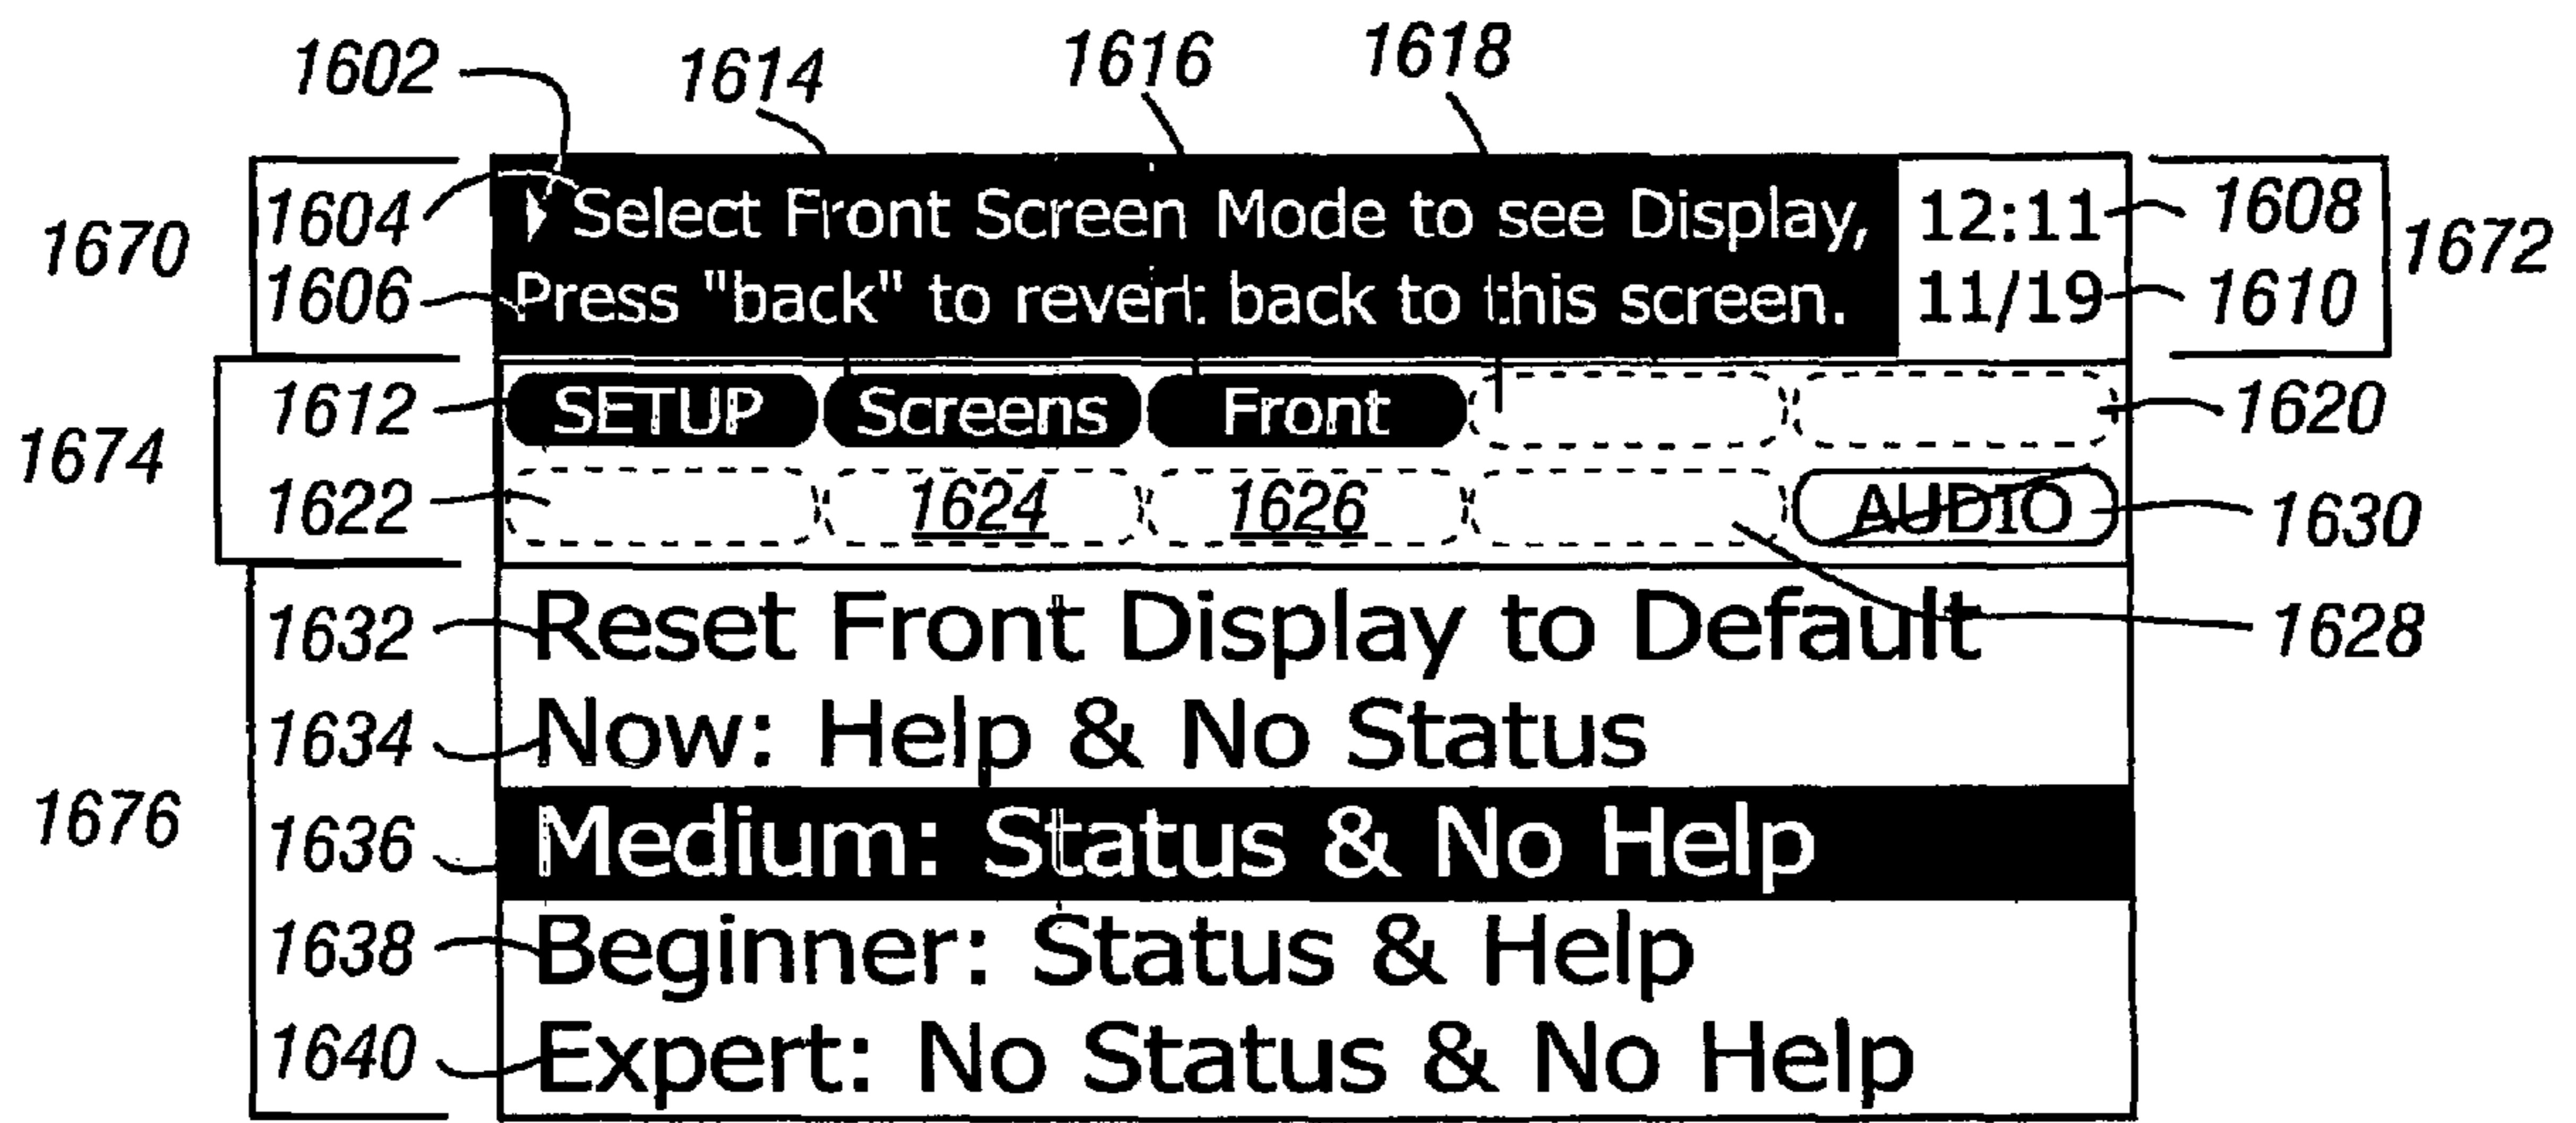 1602 1614 1616 1618
1670 1604 Select Front Screen Mode to see Display, 12:11 1608 1672
1606 Press "back" to revert back to this screen. 11/19 1610
1674 1612 SETUP Screens Front 1620
1622 1624 1626 AUDIO 1630
1632 Reset Front Display to Default 1628
1634 Now: Help & No Status
1676 1636 Medium: Status & No Help
1638 Beginner: Status & Help
1640 Expert: No Status & No Help